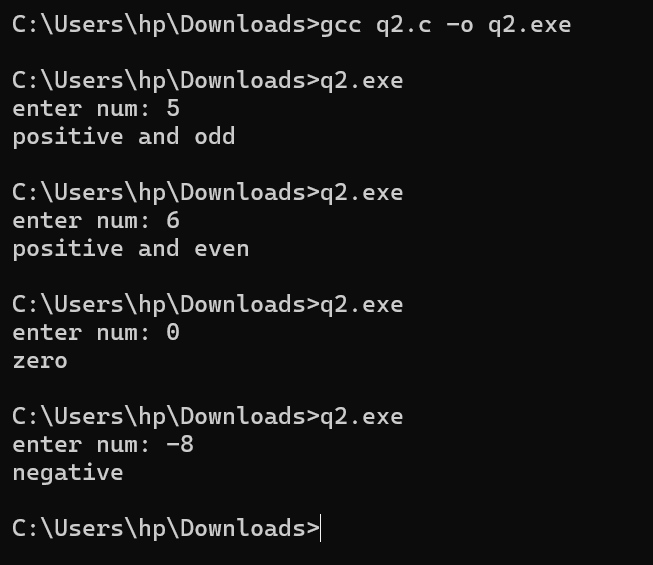 C:\Users\hp\Downloads>gcc q2.c -o q2.exe
C:\Users\hp\Downloads>q2.exe
enter num: 5
positive and odd
C:\Users\hp\Downloads>q2.exe
enter num: 6
positive and even
C:\Users\hp\Downloads>q2.exe
enter num: 0
zero
C:\Users\hp\Downloads>q2.exe
enter num: -8
negative
C:\Users\hp\Downloads>